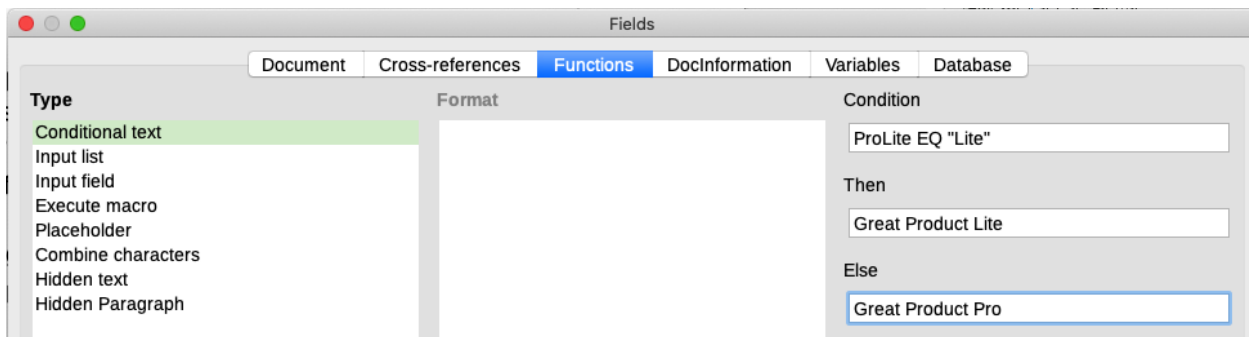 Fields
Document Cross-references Functions DocInformation Variables Database
Type
Conditional text
Input list
Input field
Execute macro
Placeholder
Combine characters
Hidden text
Hidden Paragraph
Format
Condition
ProLite EQ "Lite"
Then
Great Product Lite
Else
Great Product Pro